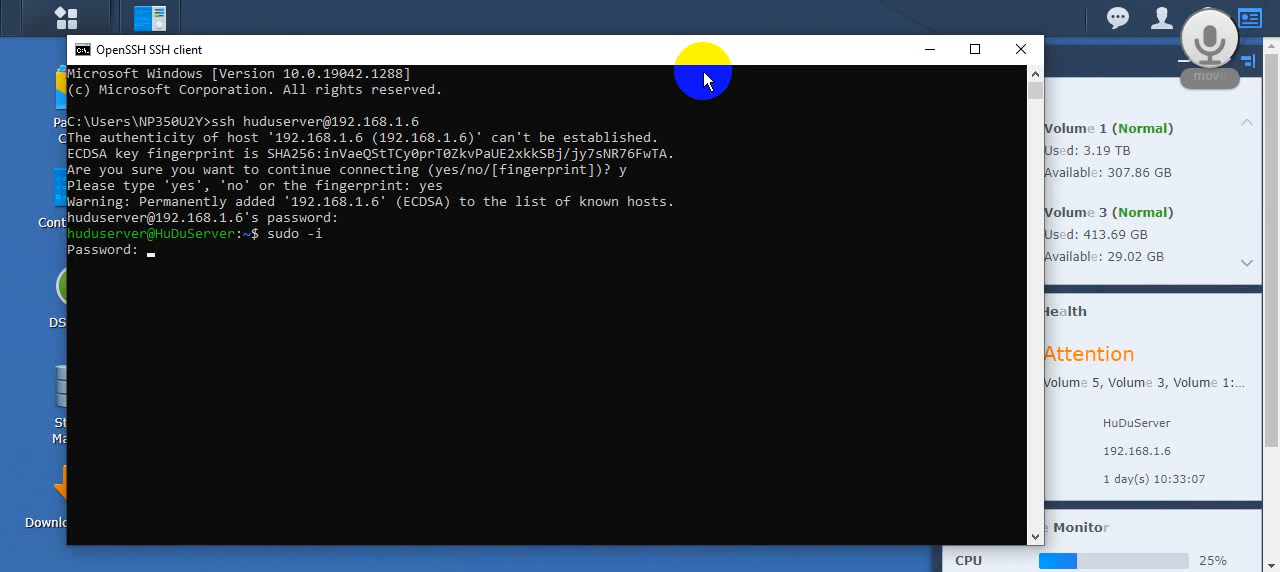 move
OpenSSH SSH client
Microsoft Windows [Version 10.0.19042.1288]
(c) Microsoft Corporation. All rights reserved.
C:\Users\NP350U2Y>ssh huduserver@192.168.1.6
The authenticity of host '192.168.1.6 (192.168.1.6)' can't be established.
ECDSA key fingerprint is SHA256:inVaeQStTCy0prT0ZkvPaUE2xkkSBj/jy7sNR76FwTA.
Are you sure you want to continue connecting (yes/no/[fingerprint])? y
Please type 'yes', 'no' or the fingerprint: yes
Warning: Permanently added '192.168.1.6' (ECDSA) to the list of known hosts.
huduserver@192.168.1.6's password:
huduserver@HuDuServer:~$ sudo -i
Password:
Pa
C
Cont
DS
St
Ma
Downlo
Volume 1 (Normal)
Used: 3.19 TB
Available: 307.86 GB
Volume 3 (Normal)
Used: 413.69 GB
Available: 29.02 GB
Health
Attention
Volume 5, Volume 3, Volume 1:...
HuDuServer
192.168.1.6
1 day(s) 10:33:07
e Monitor
CPU 25%